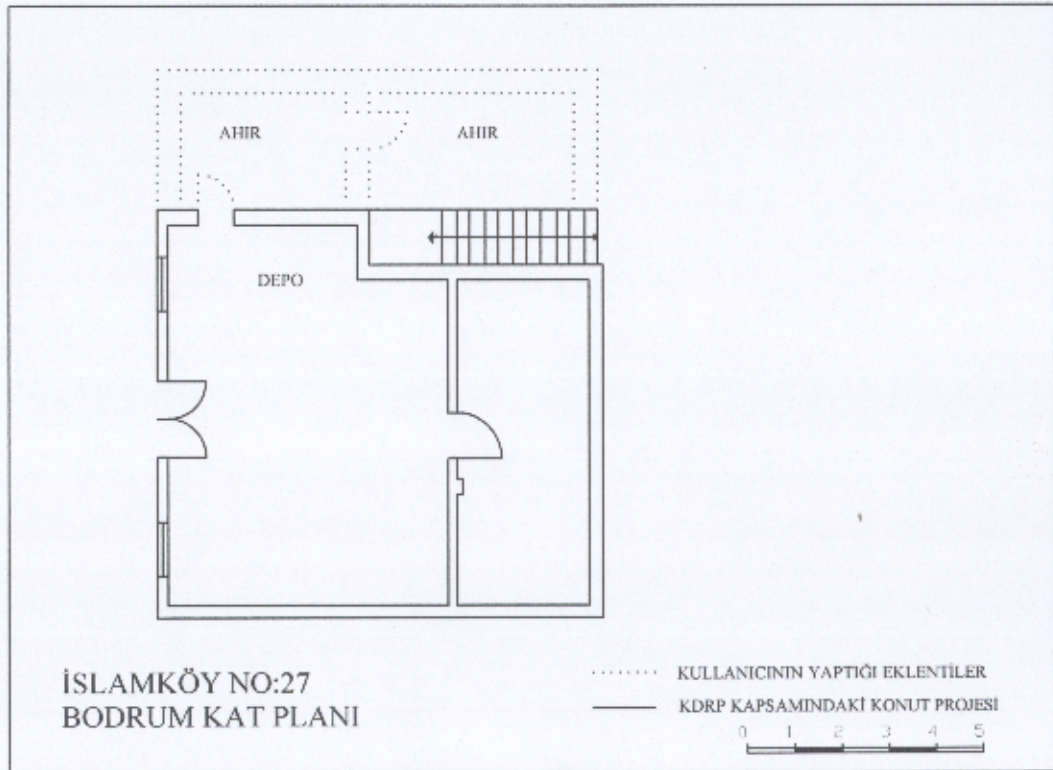 AHIR AHIR
DEPO
İSLAMKÖY NO:27
BODRUM KAT PLANI
KULLANICININ YAPTIĞI EKLENTİLER
KDRP KAPSAMINDAKİ KONUT PROJESİ
0 1 2 3 4 5